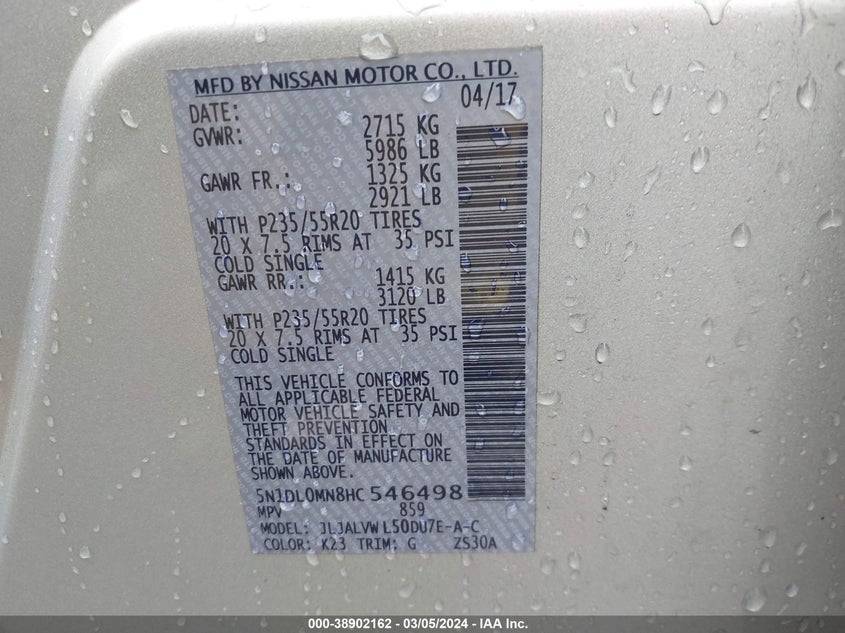 MFD BY NISSAN MOTOR CO., LTD.
DATE: 04/17
GVWR: 2715 KG
5986 LB
GAWR FR.: 1325 KG
2921 LB
WITH P235/55R20 TIRES
20 X 7.5 RIMS AT 35 PSI
COLD SINGLE
GAWR RR.: 1415 KG
3120 LB
WITH P235/55R20 TIRES
20 X 7.5 RIMS AT 35 PSI
COLD SINGLE
THIS VEHICLE CONFORMS TO
ALL APPLICABLE FEDERAL
MOTOR VEHICLE SAFETY AND
THEFT PREVENTION
STANDARDS IN EFFECT ON
THE DATE OF MANUFACTURE
SHOWN ABOVE.
5N1DL0MN8HC 546498
MPV 859
MODEL: JLJALVW L50DU7E-A-C
COLOR: K23 TRIM: G ZS30A
000-38902162 - 03/05/2024 - IAA Inc.